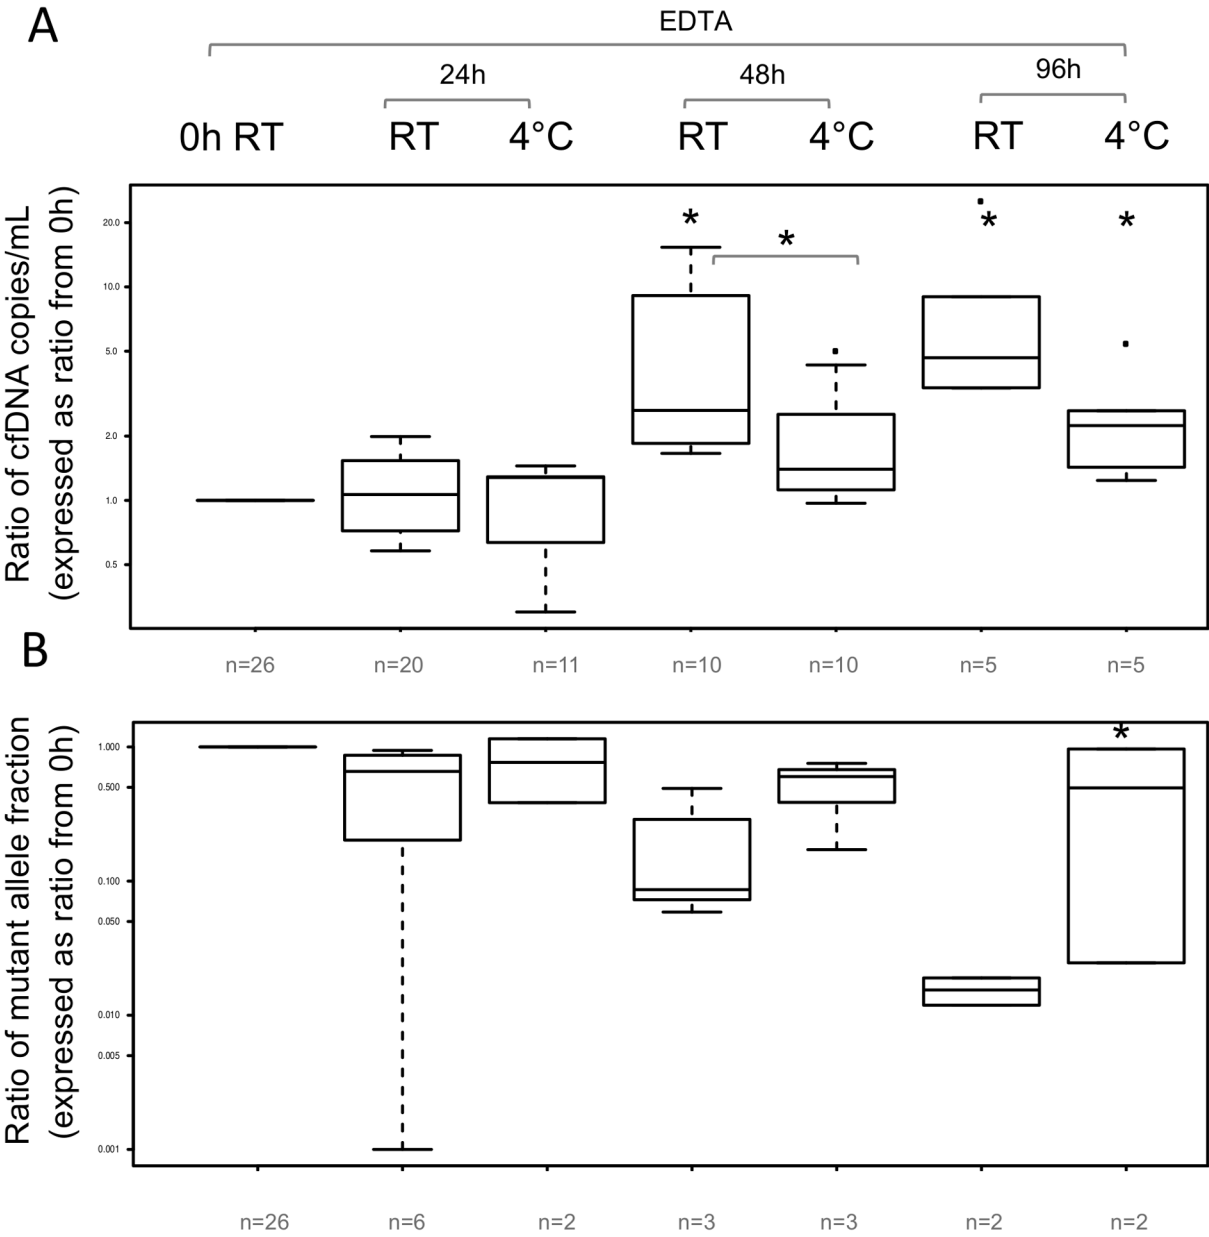 A
EDTA
24h
48h
96h
0h RT
RT
4°C
RT
4°C
RT
4°C
Ratio of cfDNA copies/mL
(expressed as ratio from 0h)
20.0
10.0
5.0
2.0
1.0
0.5
*
*
*
*
n=26
n=20
n=11
n=10
n=10
n=5
n=5
B
Ratio of mutant allele fraction
(expressed as ratio from 0h)
1.000
0.500
0.100
0.050
0.010
0.005
0.001
*
n=26
n=6
n=2
n=3
n=3
n=2
n=2